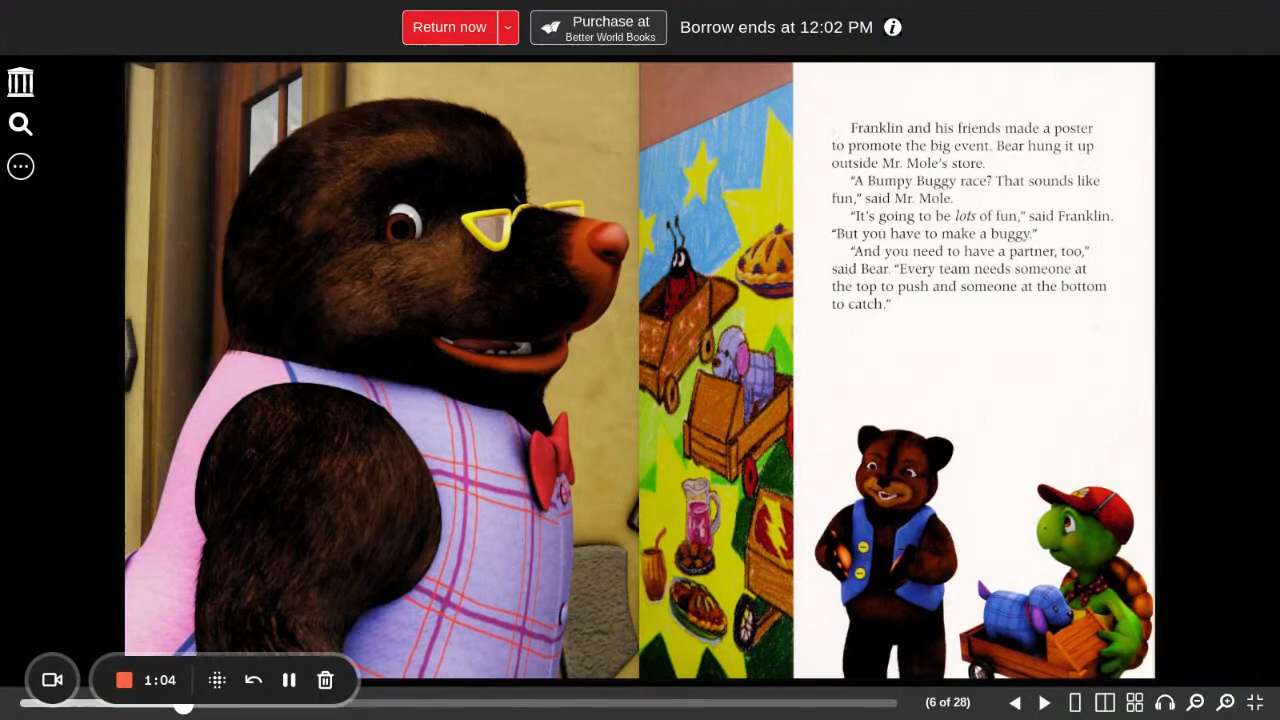 Return now
Purchase at
Better World Books
Borrow ends at 12:02 PM
Franklin and his friends made a poster
to promote the big event. Bear hung it up
outside Mr. Mole's store.
"A Bumpy Buggy race? That sounds like
fun," said Mr. Mole.
"It's going to be lots of fun," said Franklin.
"But you have to make a buggy."
"And you need to have a partner, too,"
said Bear. "Every team needs someone at
the top to push and someone at the bottom
to catch."
1:04
(6 of 28)